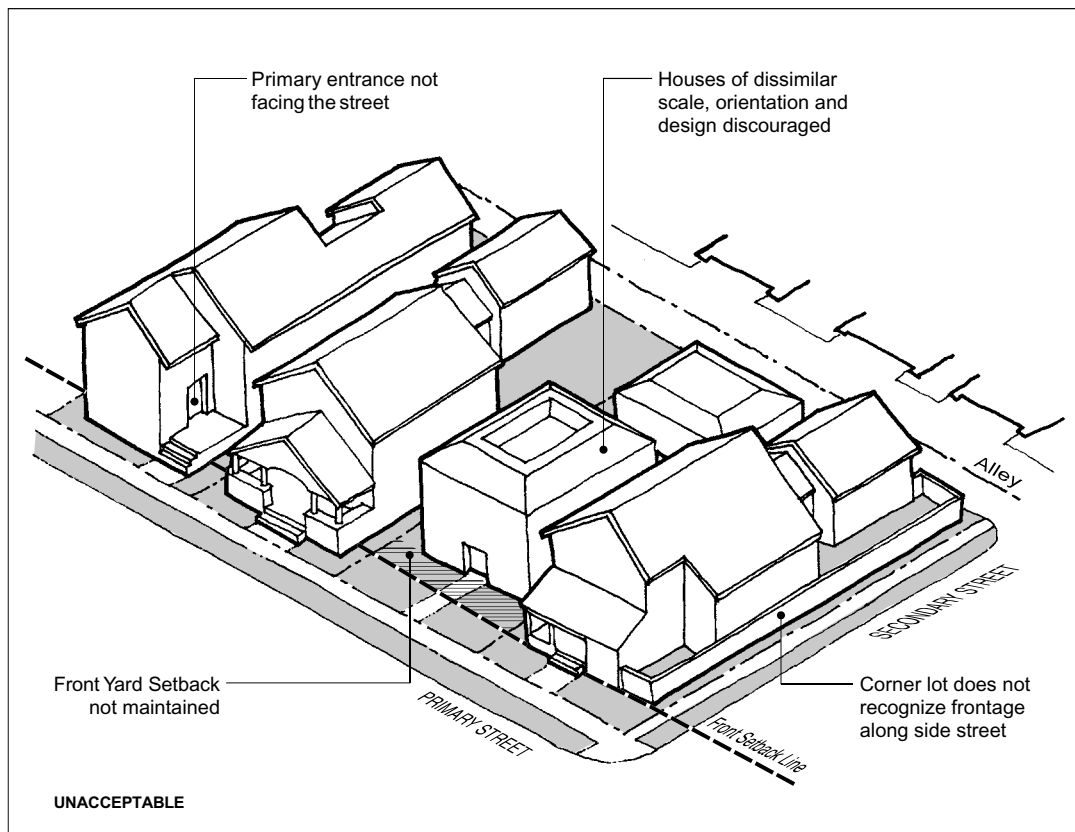 Primary entrance not
facing the street
Houses of dissimilar
scale, orientation and
design discouraged
Alley
SECONDARY STREET
Front Yard Setback
not maintained
PRIMARY STREET
Front Setback Line
Corner lot does not
recognize frontage
along side street
UNACCEPTABLE